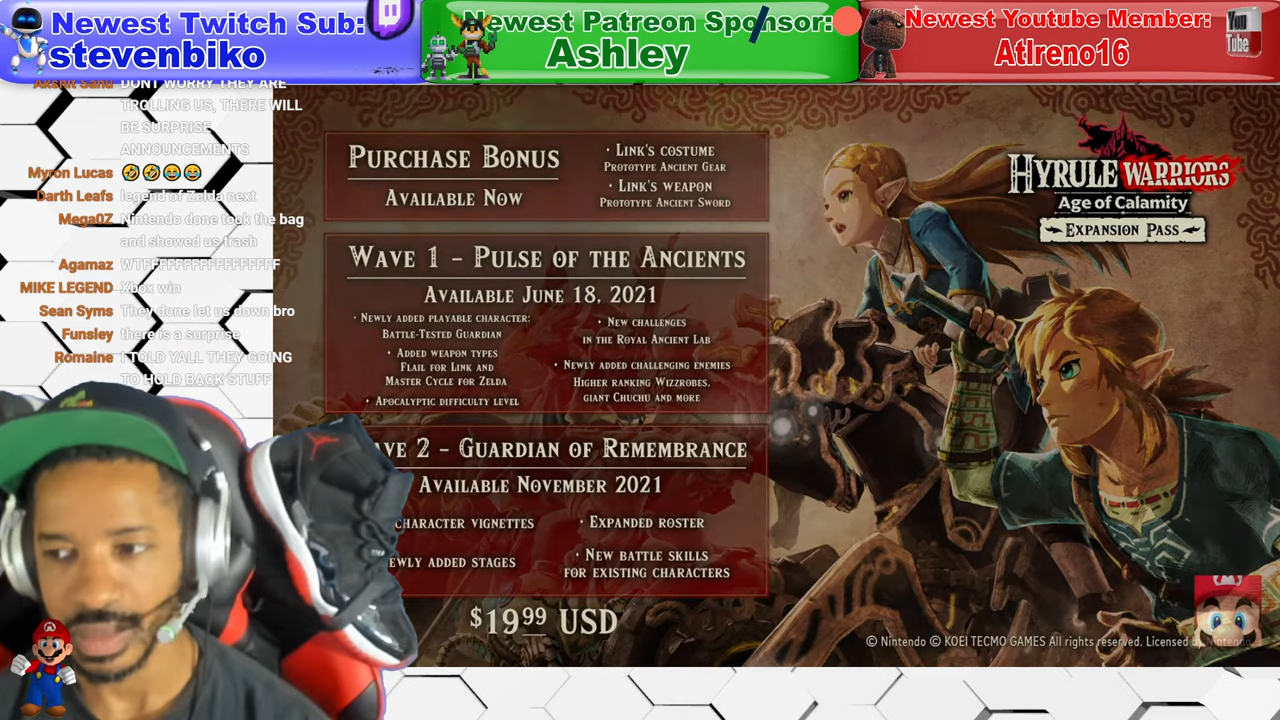 Newest Twitch Sub:
stevenbiko
Newest Patreon Sponsor:
Ashley
Newest Youtube Member:
Atlreno16
You
Tube
Akshit Sahu DONT WORRY THEY ARE
TROLLING US, THERE WILL
BE SURPRISE
ANNOUNCEMENTS
Myron Lucas 🤣🤣😂😂
Darth Leafs legend of Zelda next
Mega0Z Nintendo done took the bag
and showed us trash
Agamaz WTFFFFFFFFFFFFFFFF
MIKE LEGEND Xbox win
Sean Syms They done let us down bro
Funsley there is a surprise
Romaine I TOLD YALL THEY GOING
TO HOLD BACK STUFF
Purchase Bonus
Available Now
· Link's costume
Prototype Ancient Gear
· Link's weapon
Prototype Ancient Sword
Wave 1 – Pulse of the Ancients
Available June 18, 2021
· Newly added playable character:
Battle-Tested Guardian
· Added weapon types
Flail for Link and
Master Cycle for Zelda
· Apocalyptic difficulty level
· New challenges
in the Royal Ancient Lab
· Newly added challenging enemies
Higher ranking Wizzrobes,
giant Chuchu and more
ve 2 – Guardian of Remembrance
Available November 2021
character vignettes
ewly added stages
· Expanded roster
· New battle skills
for existing characters
$19.99 USD
HYRULE WARRIORS
Age of Calamity
Expansion Pass
© Nintendo © KOEI TECMO GAMES All rights reserved. Licensed by Nintendo